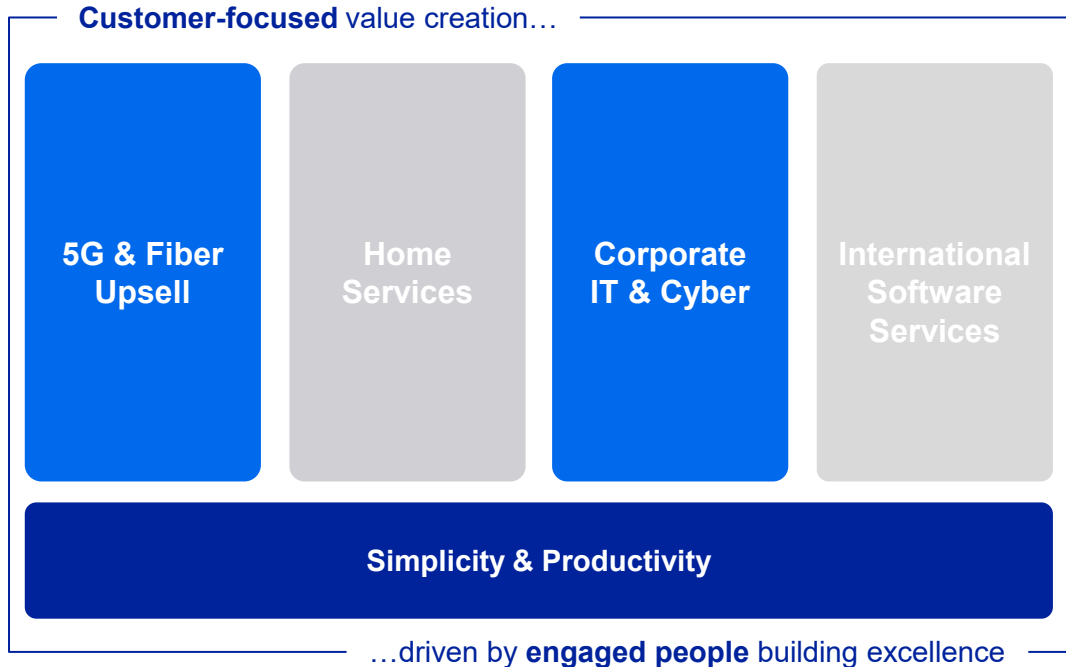 Customer-focused value creation…
5G & Fiber
Upsell
Home
Services
Corporate
IT & Cyber
International
Software
Services
Simplicity & Productivity
…driven by engaged people building excellence